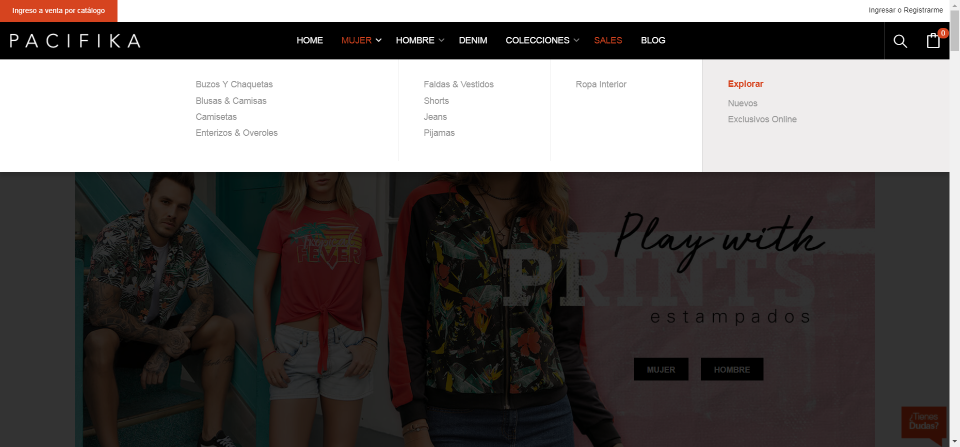 Ingreso a venta por catálogo
Ingresar o Registrarme
PACIFIKA
HOME MUJER HOMBRE DENIM COLECCIONES SALES BLOG
0
Buzos Y Chaquetas
Blusas & Camisas
Camisetas
Enterizos & Overoles
Faldas & Vestidos
Shorts
Jeans
Pijamas
Ropa Interior
Explorar
Nuevos
Exclusivos Online
FEVER
Play with
PRINTS
estampados
MUJER
HOMBRE
¿Tienes
Dudas?